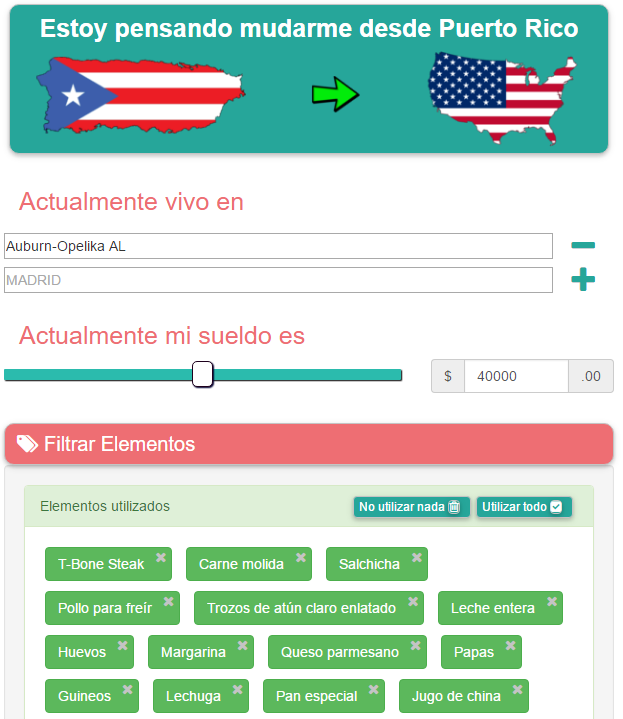 Estoy pensando mudarme desde Puerto Rico
Actualmente vivo en
Auburn-Opelika AL
MADRID
Actualmente mi sueldo es
$ 40000 .00
Filtrar Elementos
Elementos utilizados No utilizar nada Utilizar todo
T-Bone Steak Carne molida Salchicha
Pollo para freír Trozos de atún claro enlatado Leche entera
Huevos Margarina Queso parmesano Papas
Guineos Lechuga Pan especial Jugo de china